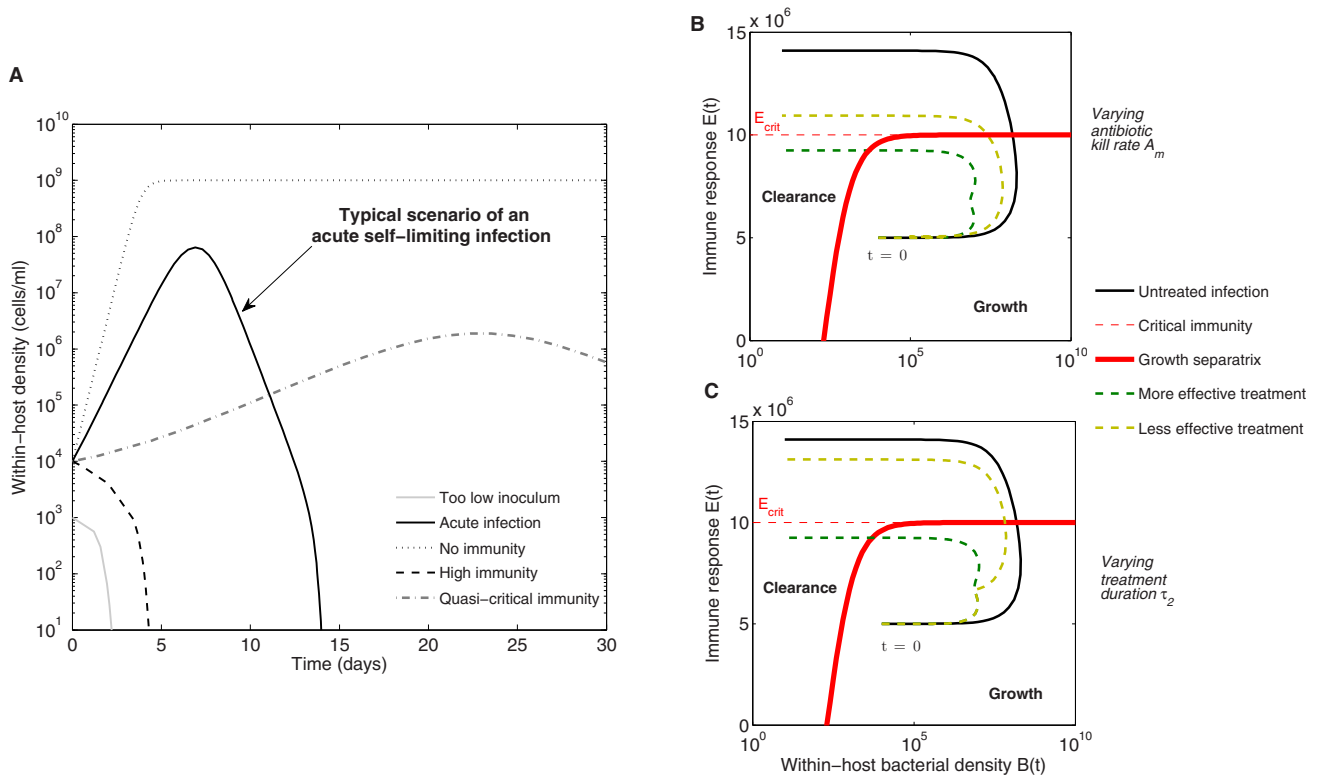 A
10^10
10^9
10^8
10^7
10^6
10^5
10^4
10^3
10^2
10^1
Within−host density (cells/ml)
0
5
10
15
20
25
30
Time (days)
Typical scenario of an
acute self−limiting infection
Too low inoculum
Acute infection
No immunity
High immunity
Quasi−critical immunity
B
x 10^6
15
10
5
0
Immune response E(t)
E_crit
Clearance
t = 0
Growth
10^0
10^5
10^10
Varying
antibiotic
kill rate A_m
Untreated infection
Critical immunity
Growth separatrix
More effective treatment
Less effective treatment
C
x 10^6
15
10
5
0
Immune response E(t)
E_crit
Clearance
t = 0
Growth
10^0
10^5
10^10
Within−host bacterial density B(t)
Varying
treatment
duration τ_2